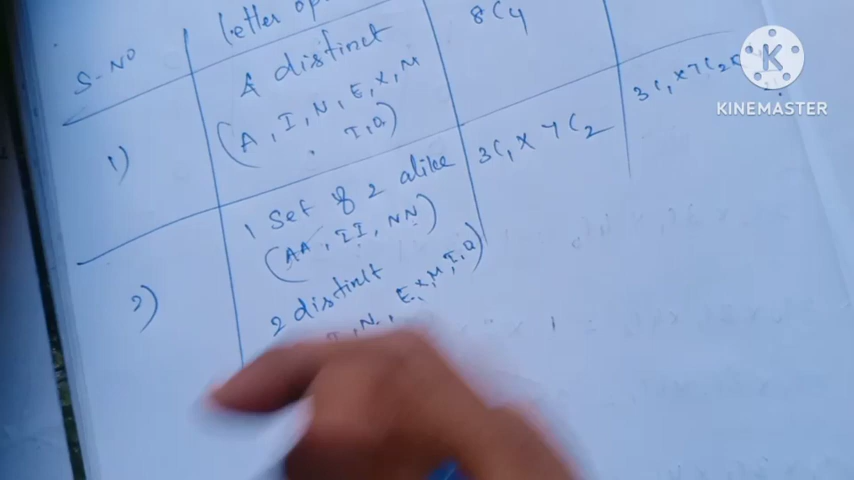 S-NO
letter
8C4
4 distinct
(A, I, N, E, X, M
, T, O)
1)
3C1 x 7C2
1 Set of 2 alike
3C1 x 7C2
(AA, II, NN)
2)
2 distinct
I, N, E, X, M, T, O)
K
KINEMASTER